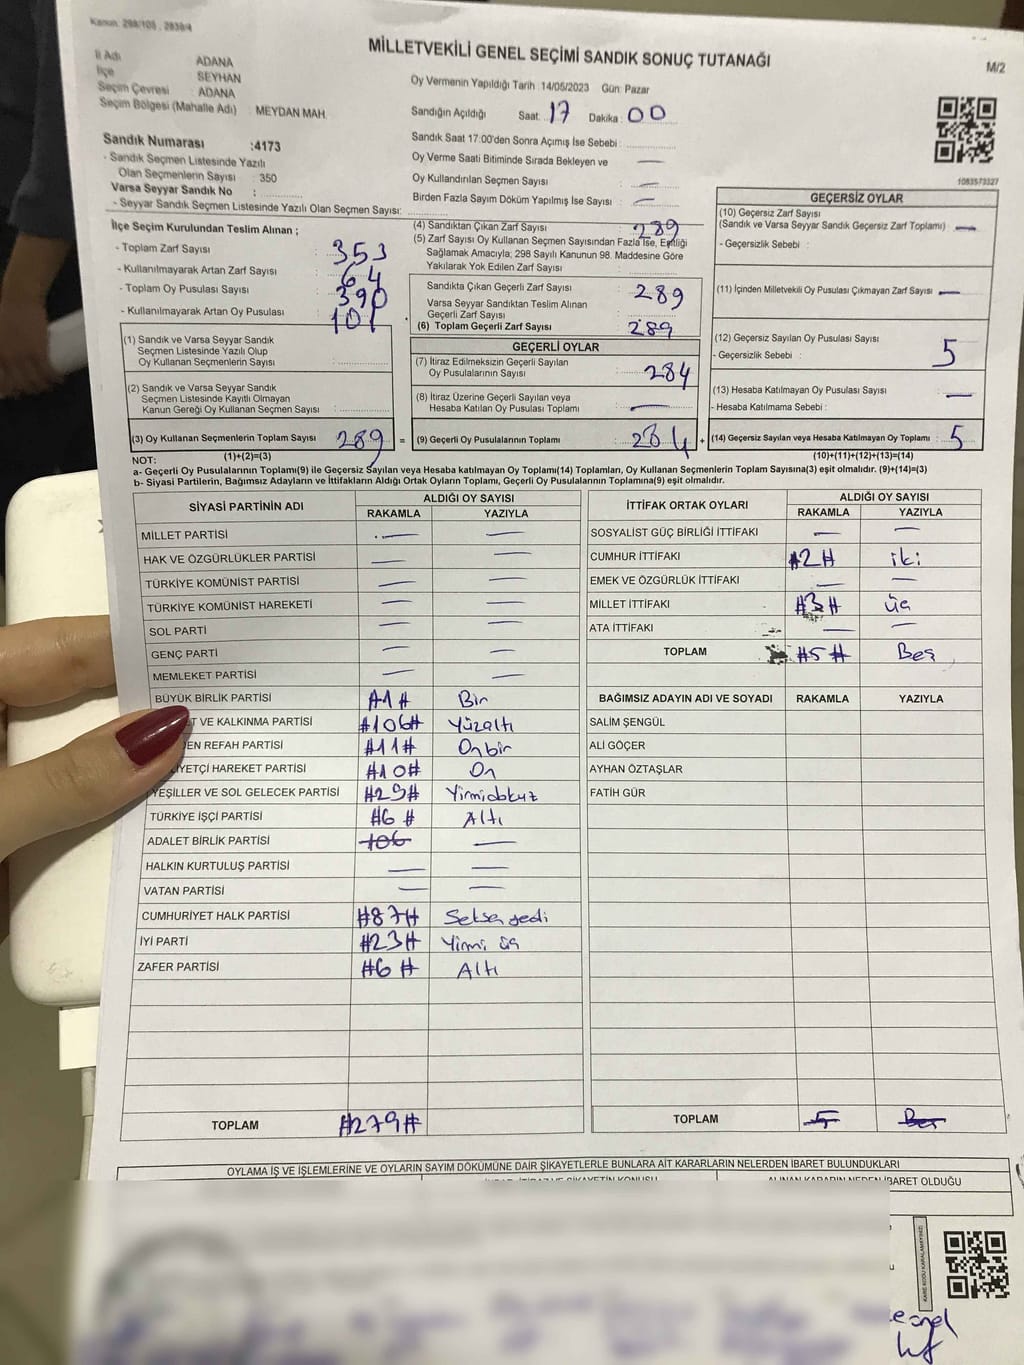 Kanun: 298/105 , 2839/4
MİLLETVEKİLİ GENEL SEÇİMİ SANDIK SONUÇ TUTANAĞI
M/2
İl Adı ADANA
İlçe SEYHAN
Seçim Çevresi : ADANA
Seçim Bölgesi (Mahalle Adı) : MEYDAN MAH.
Oy Vermenin Yapıldığı Tarih :14/05/2023 Gün: Pazar
Sandığın Açıldığı Saat: 17 Dakika : 00
Sandık Saat 17:00'den Sonra Açımış İse Sebebi :
Oy Verme Saati Bitiminde Sırada Bekleyen ve —
Oy Kullandırılan Seçmen Sayısı —
Birden Fazla Sayım Döküm Yapılmış İse Sayısı : —
Sandık Numarası :4173
- Sandık Seçmen Listesinde Yazılı
Olan Seçmenlerin Sayısı : 350
Varsa Seyyar Sandık No :
- Seyyar Sandık Seçmen Listesinde Yazılı Olan Seçmen Sayısı:
1083573327
İlçe Seçim Kurulundan Teslim Alınan ;
- Toplam Zarf Sayısı : 353
- Kullanılmayarak Artan Zarf Sayısı : 64
- Toplam Oy Pusulası Sayısı : 390
- Kullanılmayarak Artan Oy Pusulası : 101
(1) Sandık ve Varsa Seyyar Sandık
Seçmen Listesinde Yazılı Olup
Oy Kullanan Seçmenlerin Sayısı :
(2) Sandık ve Varsa Seyyar Sandık
Seçmen Listesinde Kayıtlı Olmayan
Kanun Gereği Oy Kullanan Seçmen Sayısı :
(3) Oy Kullanan Seçmenlerin Toplam Sayısı : 289 =
(4) Sandıktan Çıkan Zarf Sayısı : 289
(5) Zarf Sayısı Oy Kullanan Seçmen Sayısından Fazla İse, Eşitliği
Sağlamak Amacıyla; 298 Sayılı Kanunun 98. Maddesine Göre
Yakılarak Yok Edilen Zarf Sayısı :
Sandıkta Çıkan Geçerli Zarf Sayısı : 289
Varsa Seyyar Sandıktan Teslim Alınan
Geçerli Zarf Sayısı :
(6) Toplam Geçerli Zarf Sayısı : 289
GEÇERLİ OYLAR
(7) İtiraz Edilmeksizin Geçerli Sayılan
Oy Pusulalarının Sayısı : 284
(8) İtiraz Üzerine Geçerli Sayılan veya
Hesaba Katılan Oy Pusulası Toplamı : —
(9) Geçerli Oy Pusulalarının Toplamı : 284 +
GEÇERSİZ OYLAR
(10) Geçersiz Zarf Sayısı
(Sandık ve Varsa Seyyar Sandık Geçersiz Zarf Toplamı) : —
- Geçersizlik Sebebi :
(11) İçinden Milletvekili Oy Pusulası Çıkmayan Zarf Sayısı : —
(12) Geçersiz Sayılan Oy Pusulası Sayısı : 5
- Geçersizlik Sebebi :
(13) Hesaba Katılmayan Oy Pusulası Sayısı : —
- Hesaba Katılmama Sebebi :
(14) Geçersiz Sayılan veya Hesaba Katılmayan Oy Toplamı : 5
NOT: (1)+(2)=(3) (10)+(11)+(12)+(13)=(14)
a- Geçerli Oy Pusulalarının Toplamı(9) ile Geçersiz Sayılan veya Hesaba katılmayan Oy Toplamı(14) Toplamları, Oy Kullanan Seçmenlerin Toplam Sayısına(3) eşit olmalıdır. (9)+(14)=(3)
b- Siyasi Partilerin, Bağımsız Adayların ve İttifakların Aldığı Ortak Oyların Toplamı, Geçerli Oy Pusulalarının Toplamına(9) eşit olmalıdır.
SİYASİ PARTİNİN ADI ALDIĞI OY SAYISI
RAKAMLA YAZIYLA
MİLLET PARTİSİ — —
HAK VE ÖZGÜRLÜKLER PARTİSİ — —
TÜRKİYE KOMÜNİST PARTİSİ — —
TÜRKİYE KOMÜNİST HAREKETİ — —
SOL PARTİ — —
GENÇ PARTİ — —
MEMLEKET PARTİSİ — —
BÜYÜK BİRLİK PARTİSİ #1# Bir
T VE KALKINMA PARTİSİ #106# Yüzaltı
DEN REFAH PARTİSİ #11# Onbir
İYETÇİ HAREKET PARTİSİ #10# On
YEŞİLLER VE SOL GELECEK PARTİSİ #29# Yirmidokuz
TÜRKİYE İŞÇİ PARTİSİ #6# Altı
ADALET BİRLİK PARTİSİ 106 —
HALKIN KURTULUŞ PARTİSİ — —
VATAN PARTİSİ — —
CUMHURİYET HALK PARTİSİ #87# Seksen yedi
İYİ PARTİ #23# Yirmi üç
ZAFER PARTİSİ #6# Altı
TOPLAM #279#
İTTİFAK ORTAK OYLARI ALDIĞI OY SAYISI
RAKAMLA YAZIYLA
SOSYALİST GÜÇ BİRLİĞİ İTTİFAKI — —
CUMHUR İTTİFAKI #2# iki
EMEK VE ÖZGÜRLÜK İTTİFAKI — —
MİLLET İTTİFAKI #3# üç
ATA İTTİFAKI — —
TOPLAM #5# Beş
BAĞIMSIZ ADAYIN ADI VE SOYADI RAKAMLA YAZIYLA
SALİM ŞENGÜL
ALİ GÖÇER
AYHAN ÖZTAŞLAR
FATİH GÜR
TOPLAM 5 Beş
OYLAMA İŞ VE İŞLEMLERİNE VE OYLARIN SAYIM DÖKÜMÜNE DAİR ŞİKAYETLERLE BUNLARA AİT KARARLARIN NELERDEN İBARET BULUNDUKLARI
ALINAN KARARIN NEDEN İBARET OLDUĞU